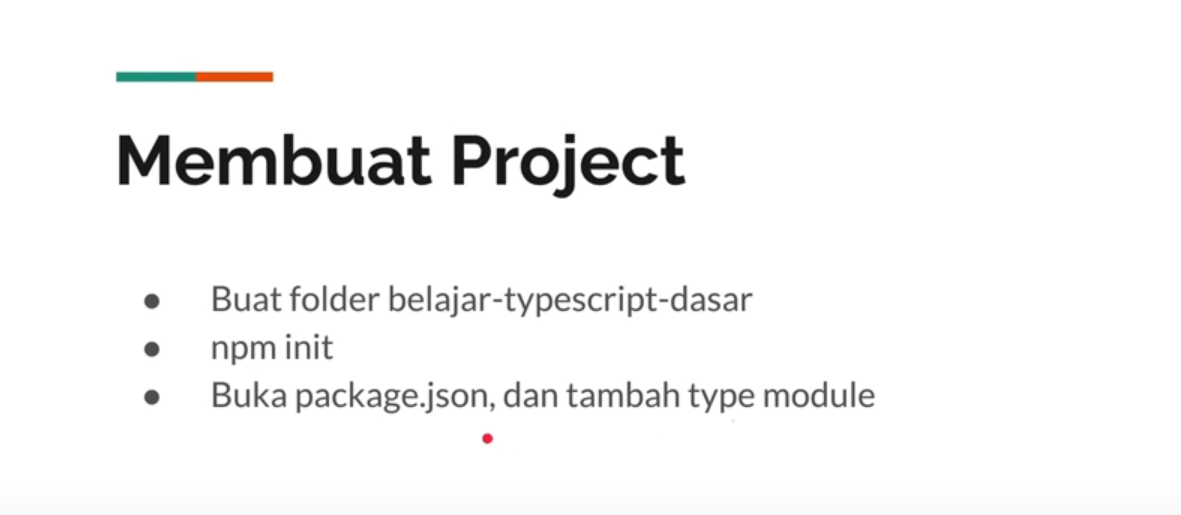 Membuat Project
● Buat folder belajar-typescript-dasar
● npm init
● Buka package.json, dan tambah type module